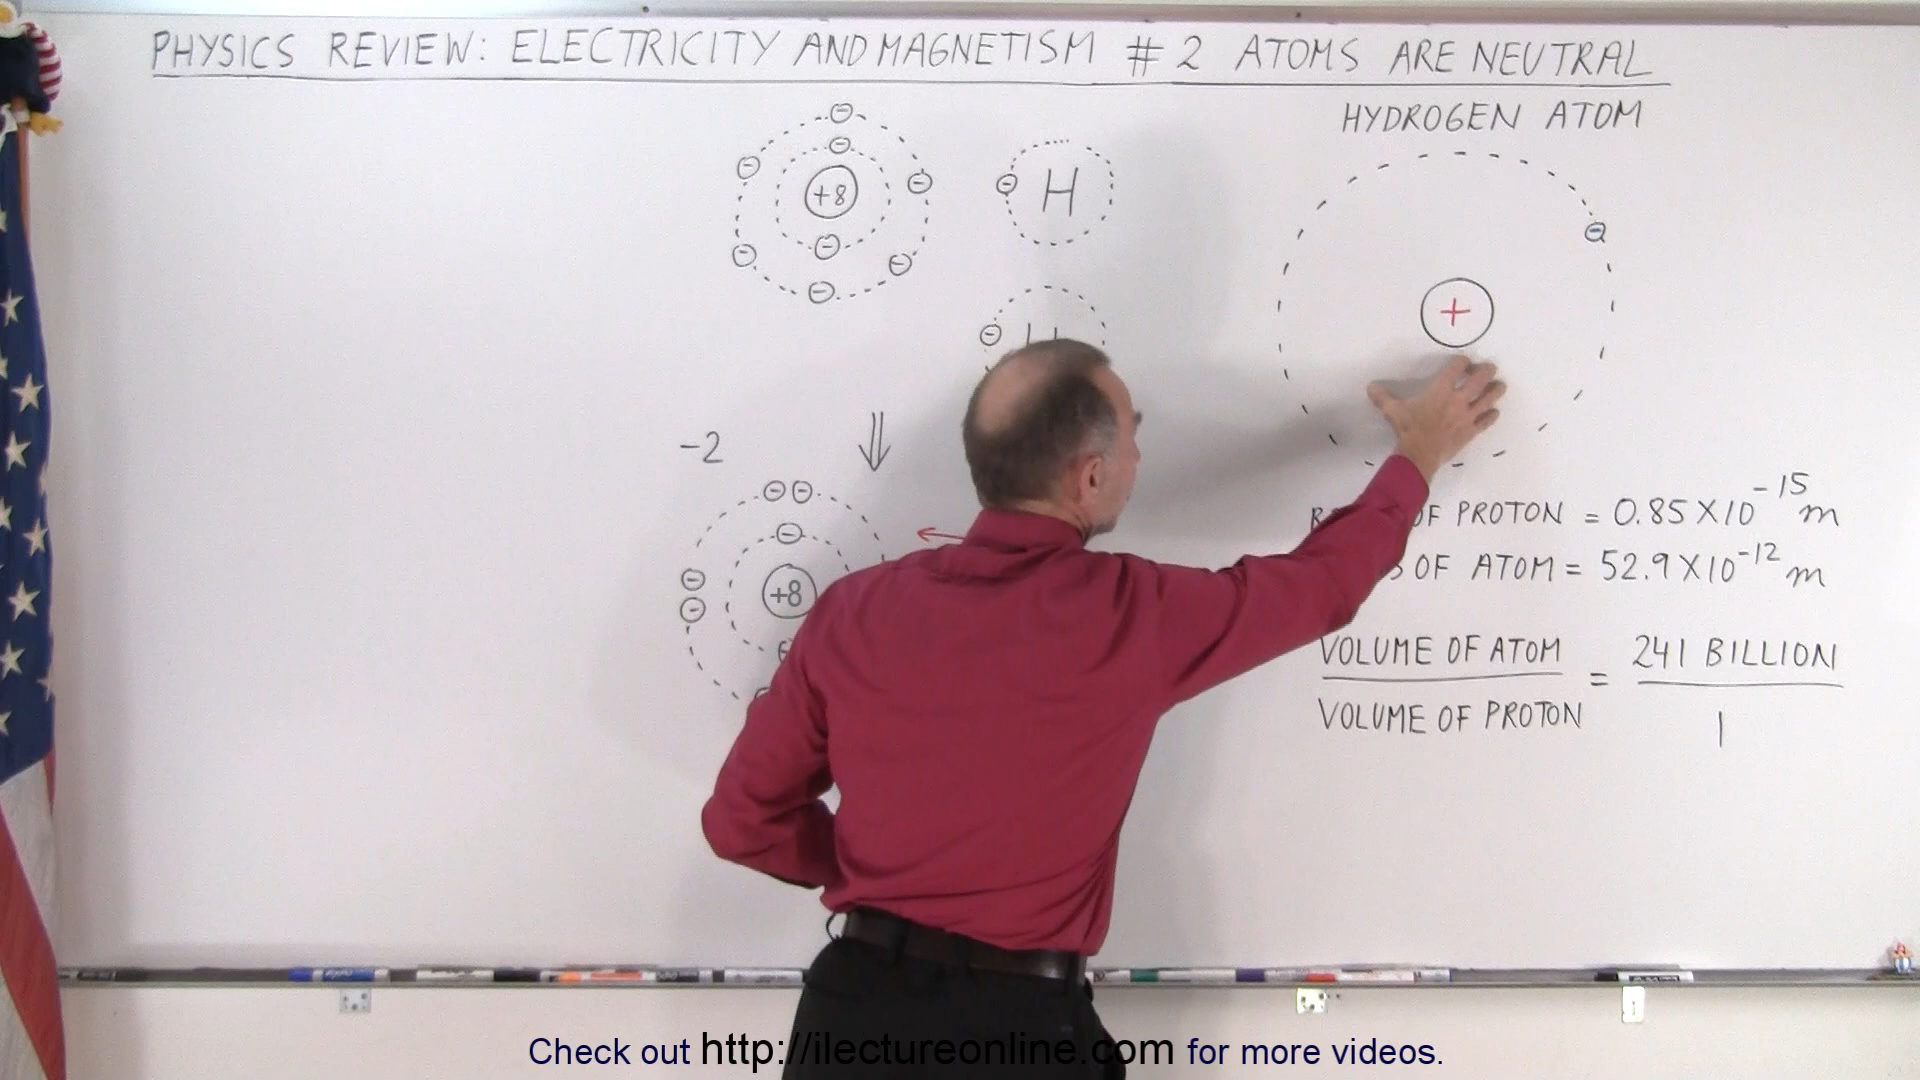 PHYSICS REVIEW: ELECTRICITY AND MAGNETISM # 2 ATOMS ARE NEUTRAL
HYDROGEN ATOM
+8
H
+
-2
+8
OF PROTON = 0.85 X 10^-15 m
OF ATOM = 52.9 X 10^-12 m
VOLUME OF ATOM = 241 BILLION
VOLUME OF PROTON 1
Check out http://ilectureonline.com for more videos.